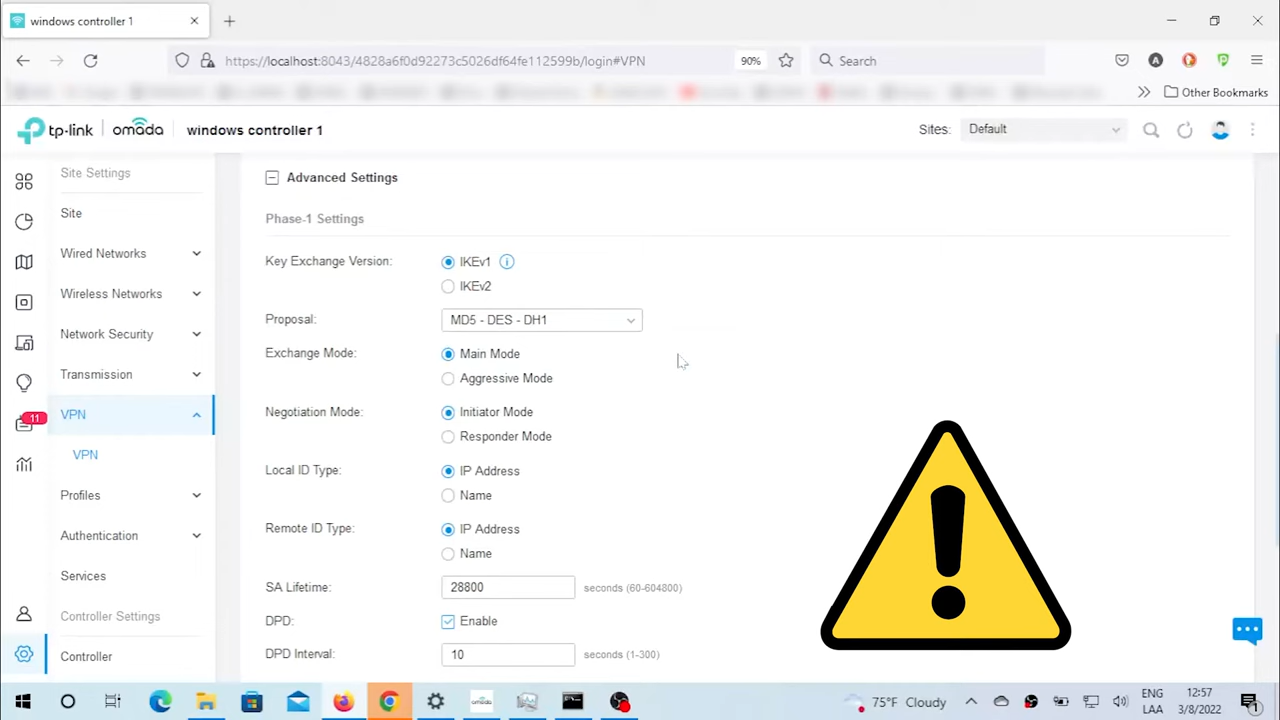 windows controller 1
https://localhost:8043/4828a6f0d92273c5026df64fe112599b/login#VPN
90%
Search
Other Bookmarks
tp-link
omada
windows controller 1
Sites:
Default
Site Settings
Site
Wired Networks
Wireless Networks
Network Security
Transmission
11
VPN
VPN
Profiles
Authentication
Services
Controller Settings
Controller
Advanced Settings
Phase-1 Settings
Key Exchange Version: IKEv1
IKEv2
Proposal: MD5 - DES - DH1
Exchange Mode: Main Mode
Aggressive Mode
Negotiation Mode: Initiator Mode
Responder Mode
Local ID Type: IP Address
Name
Remote ID Type: IP Address
Name
SA Lifetime: 28800 seconds (60-604800)
DPD: Enable
DPD Interval: 10 seconds (1-300)
75°F Cloudy
ENG
LAA
12:57
3/8/2022
1